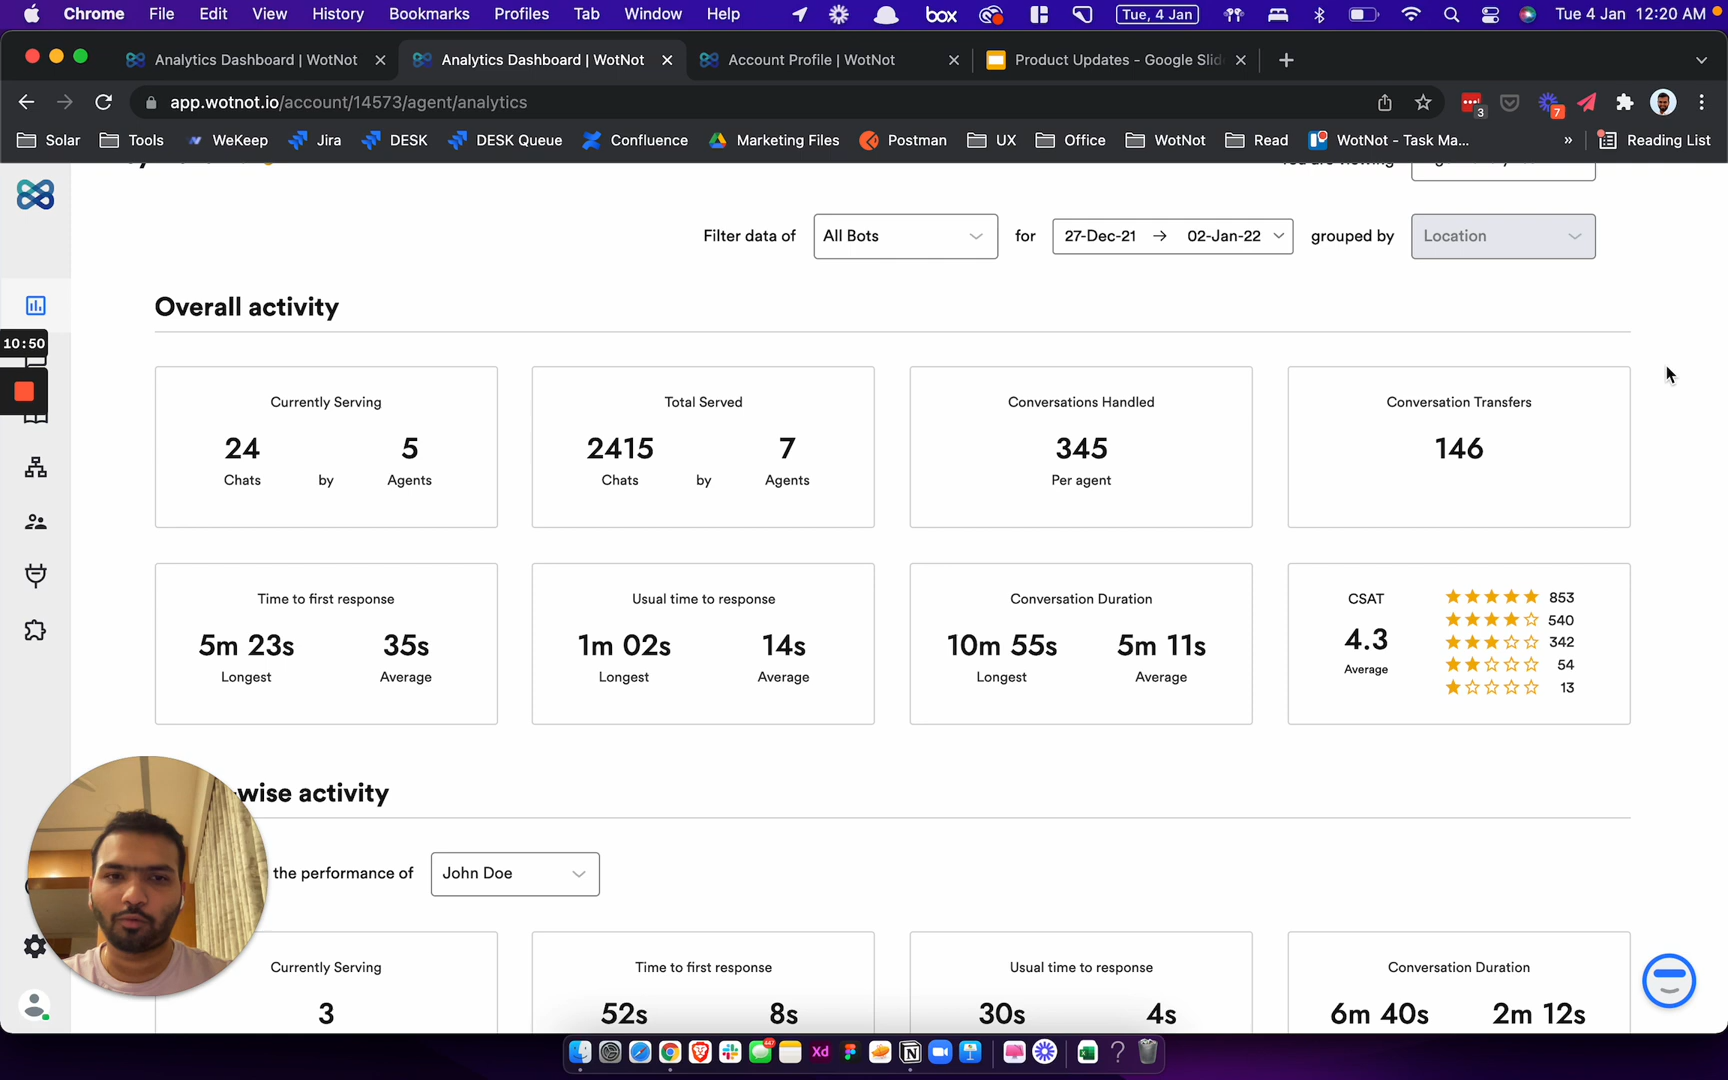 Chrome File Edit View History Bookmarks Profiles Tab Window Help box Tue, 4 Jan Tue 4 Jan 12:20 AM
Analytics Dashboard | WotNot Analytics Dashboard | WotNot Account Profile | WotNot Product Updates - Google Slid
app.wotnot.io/account/14573/agent/analytics 3 7
Solar Tools WeKeep Jira DESK DESK Queue Confluence Marketing Files Postman UX Office WotNot Read WotNot - Task Ma... » Reading List
Filter data of All Bots for 27-Dec-21 → 02-Jan-22 grouped by Location
Overall activity
10:50
Currently Serving Total Served Conversations Handled Conversation Transfers
24 5 2415 7 345 146
Chats by Agents Chats by Agents Per agent
Time to first response Usual time to response Conversation Duration CSAT 853
540
5m 23s 35s 1m 02s 14s 10m 55s 5m 11s 4.3 342
Longest Average Longest Average Longest Average Average 54
13
wise activity
the performance of John Doe
Currently Serving Time to first response Usual time to response Conversation Duration
3 52s 8s 30s 4s 6m 40s 2m 12s
Xd